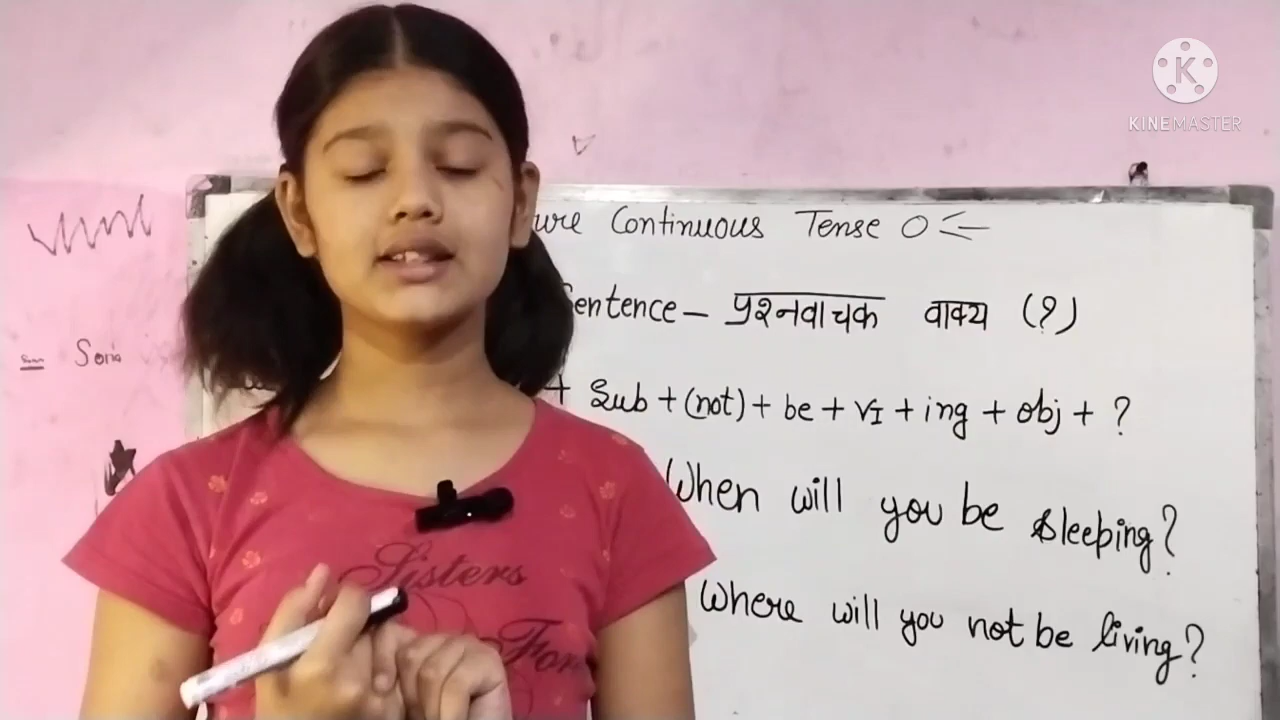 KINEMASTER
Continuous Tense
Sentence – प्रश्नवाचक वाक्य (?)
+ Sub + (not) + be + VI + ing + obj + ?
When will you be sleeping?
Where will you not be living?
Sisters
For